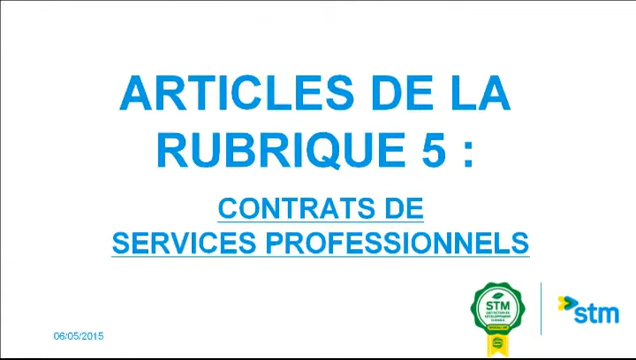 ARTICLES DE LA
RUBRIQUE 5 :
CONTRATS DE
SERVICES PROFESSIONNELS
STM
06/05/2015
stm